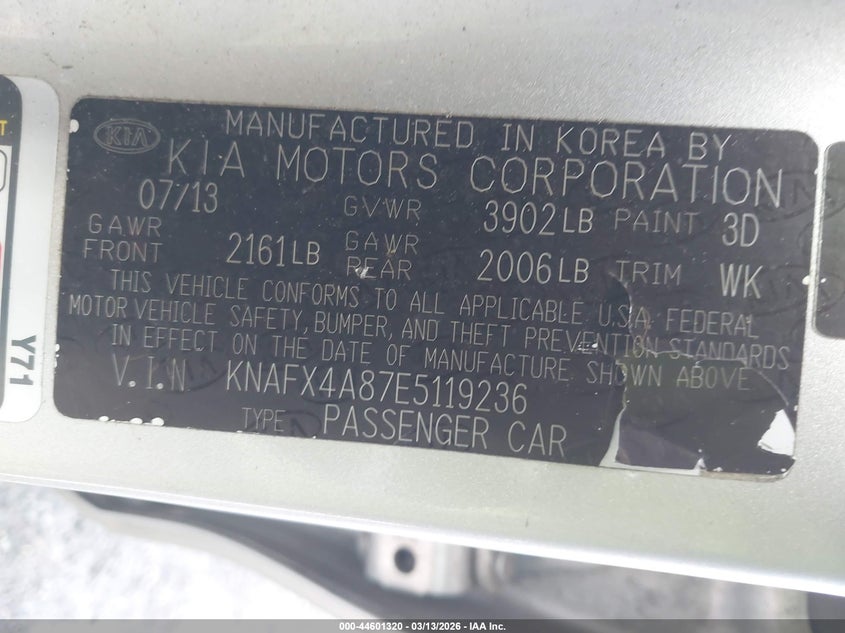 KIA
MANUFACTURED IN KOREA BY
KIA MOTORS CORPORATION
07/13 GVWR 3902LB PAINT 3D
GAWR FRONT 2161LB GAWR REAR 2006LB TRIM WK
THIS VEHICLE CONFORMS TO ALL APPLICABLE U.S.A. FEDERAL
MOTOR VEHICLE SAFETY, BUMPER, AND THEFT PREVENTION STANDARDS
IN EFFECT ON THE DATE OF MANUFACTURE SHOWN ABOVE
V.I.N KNAFX4A87E5119236
TYPE PASSENGER CAR
Y71
000-44601320 | 03/13/2026 - IAA Inc.